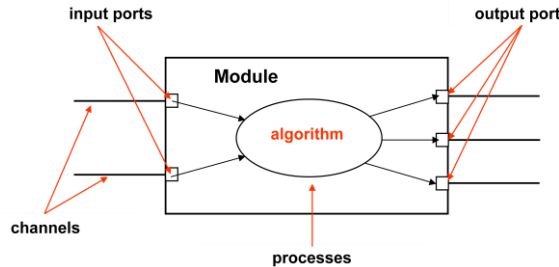 input ports
output port
Module
algorithm
channels
processes